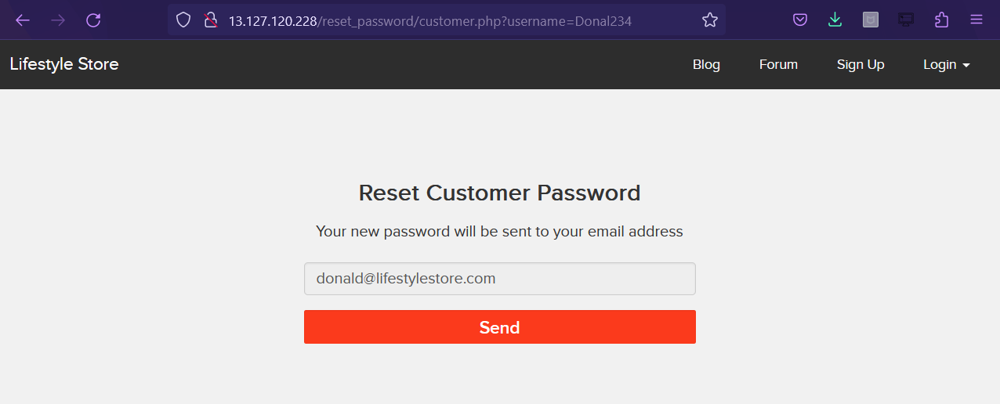 13.127.120.228/reset_password/customer.php?username=Donal234
Lifestyle Store
Blog
Forum
Sign Up
Login
Reset Customer Password
Your new password will be sent to your email address
donald@lifestylestore.com
Send